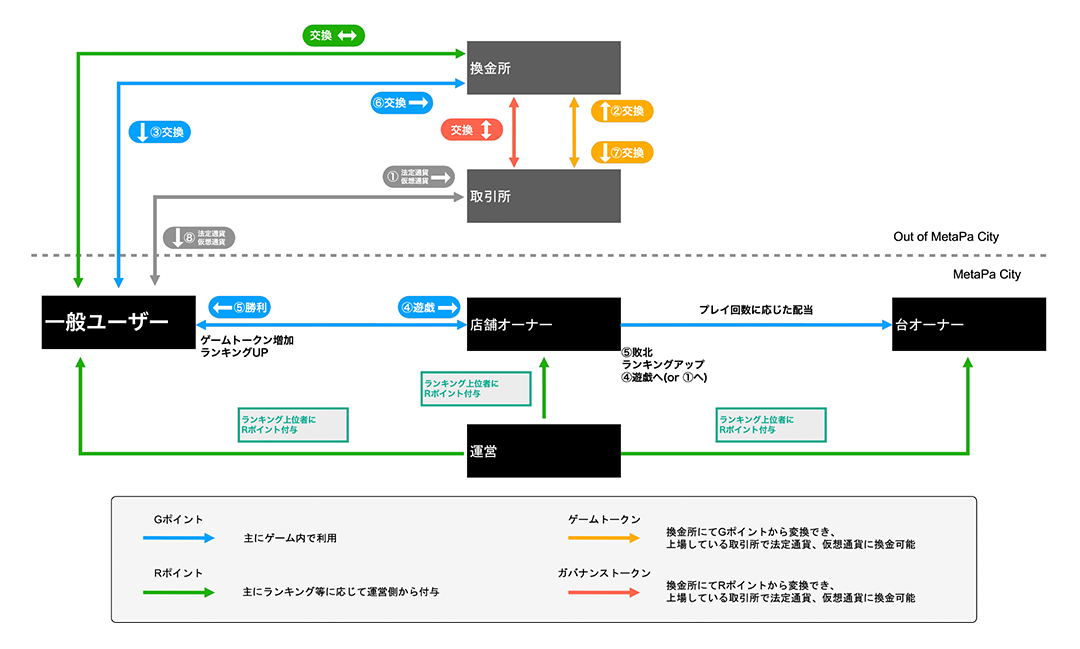 交換
換金所
⑥交換
②交換
③交換
交換
⑦交換
① 法定通貨
仮想通貨
取引所
⑧ 法定通貨
仮想通貨
Out of MetaPa City
MetaPa City
一般ユーザー
⑤勝利
④遊戯
ゲームトークン増加
ランキングUP
店舗オーナー
プレイ回数に応じた配当
台オーナー
⑤敗北
ランキングアップ
④遊戯へ(or ①へ)
ランキング上位者に
Rポイント付与
ランキング上位者に
Rポイント付与
ランキング上位者に
Rポイント付与
運営
Gポイント
主にゲーム内で利用
ゲームトークン
換金所にてGポイントから変換でき、
上場している取引所で法定通貨、仮想通貨に換金可能
Rポイント
主にランキング等に応じて運営側から付与
ガバナンストークン
換金所にてRポイントから変換でき、
上場している取引所で法定通貨、仮想通貨に換金可能